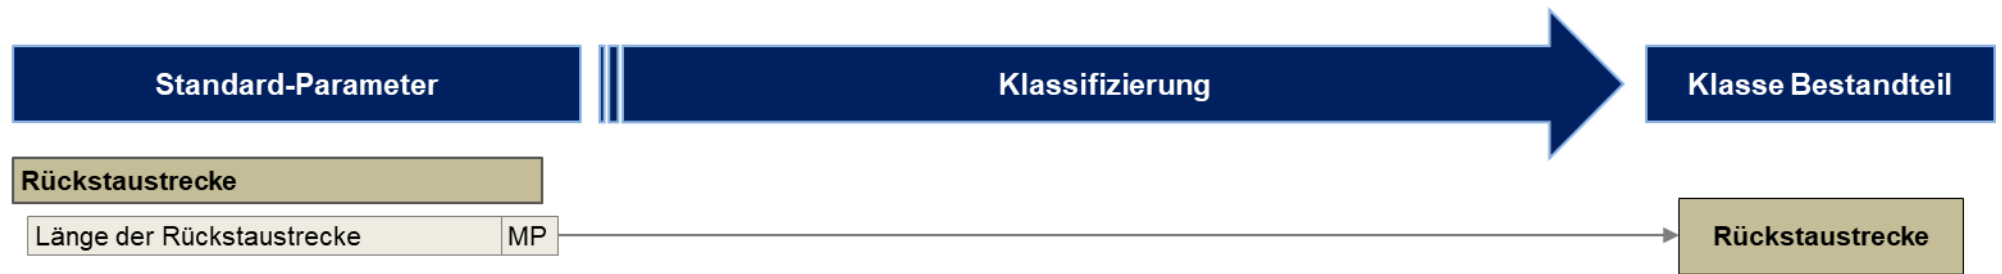 Standard-Parameter
Klassifizierung
Klasse Bestandteil
Rückstaustrecke
Länge der Rückstaustrecke MP
Rückstaustrecke